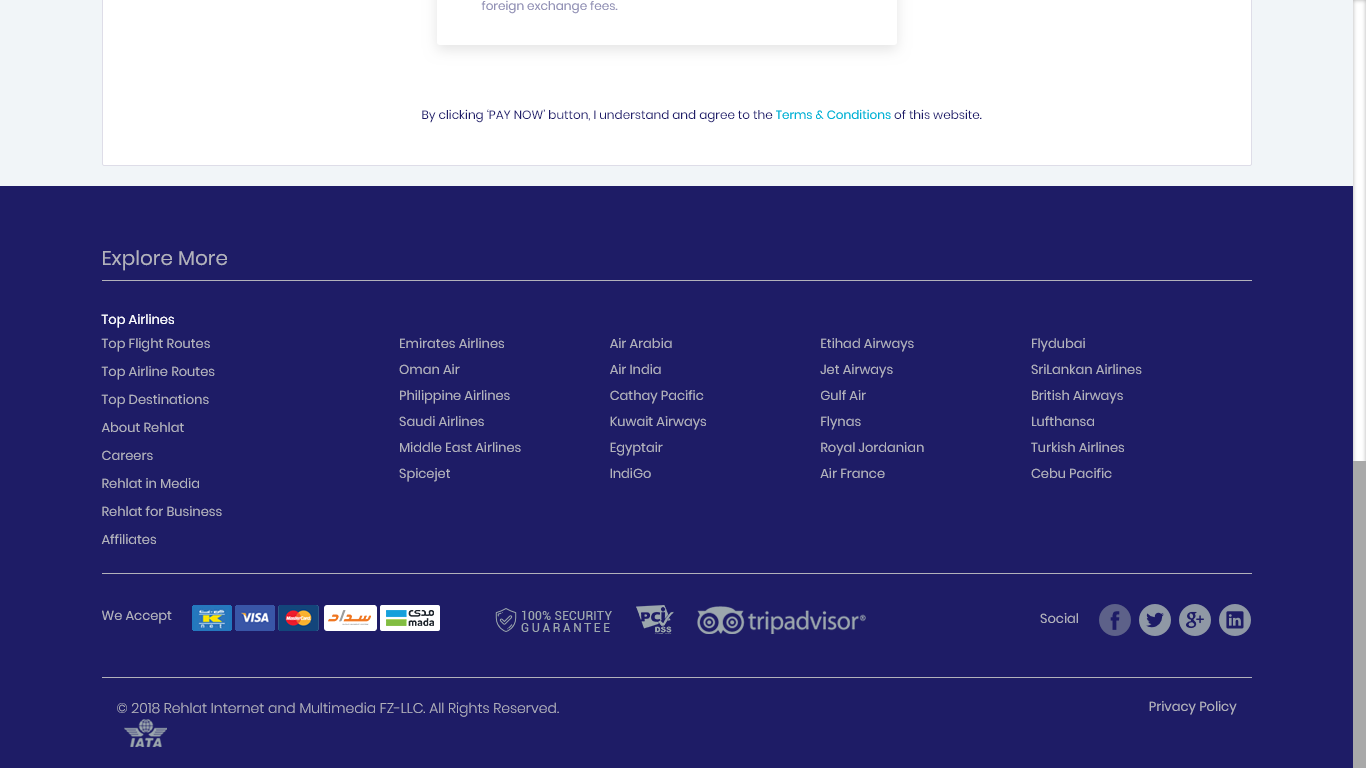 foreign exchange fees.
By clicking 'PAY NOW' button, I understand and agree to the Terms & Conditions of this website.
Explore More
Top Airlines
Top Flight Routes
Top Airline Routes
Top Destinations
About Rehlat
Careers
Rehlat in Media
Rehlat for Business
Affiliates
Emirates Airlines
Oman Air
Philippine Airlines
Saudi Airlines
Middle East Airlines
Spicejet
Air Arabia
Air India
Cathay Pacific
Kuwait Airways
Egyptair
IndiGo
Etihad Airways
Jet Airways
Gulf Air
Flynas
Royal Jordanian
Air France
Flydubai
SriLankan Airlines
British Airways
Lufthansa
Turkish Airlines
Cebu Pacific
We Accept
K
net
VISA
MasterCard
سداد
مدى
mada
100% SECURITY
GUARANTEE
PCI
DSS
tripadvisor®
Social
f
g+
in
© 2018 Rehlat Internet and Multimedia FZ-LLC. All Rights Reserved.
IATA
Privacy Policy